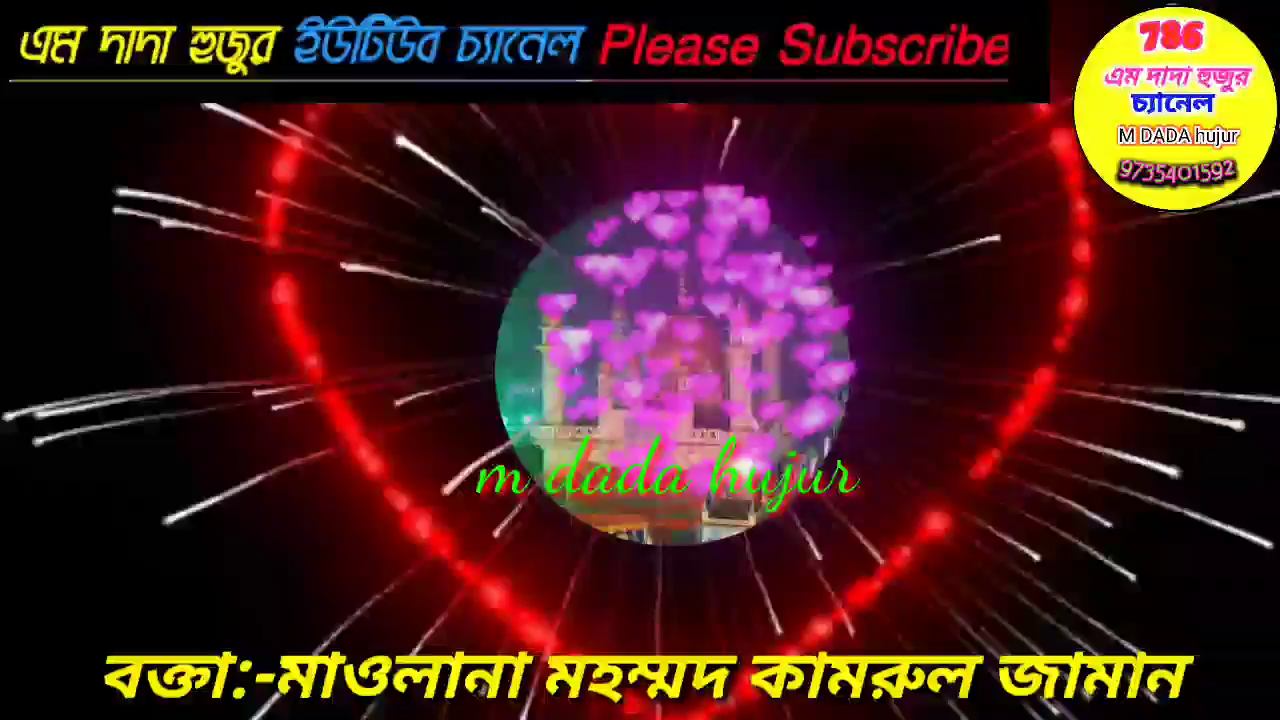 এম দাদা হুজুর ইউটিউব চ্যানেল Please Subscribe
786
এম দাদা হুজুর
চ্যানেল
M DADA hujur
9735401592
m dada hujur
বক্তা:-মাওলানা মহম্মদ কামরুল জামান